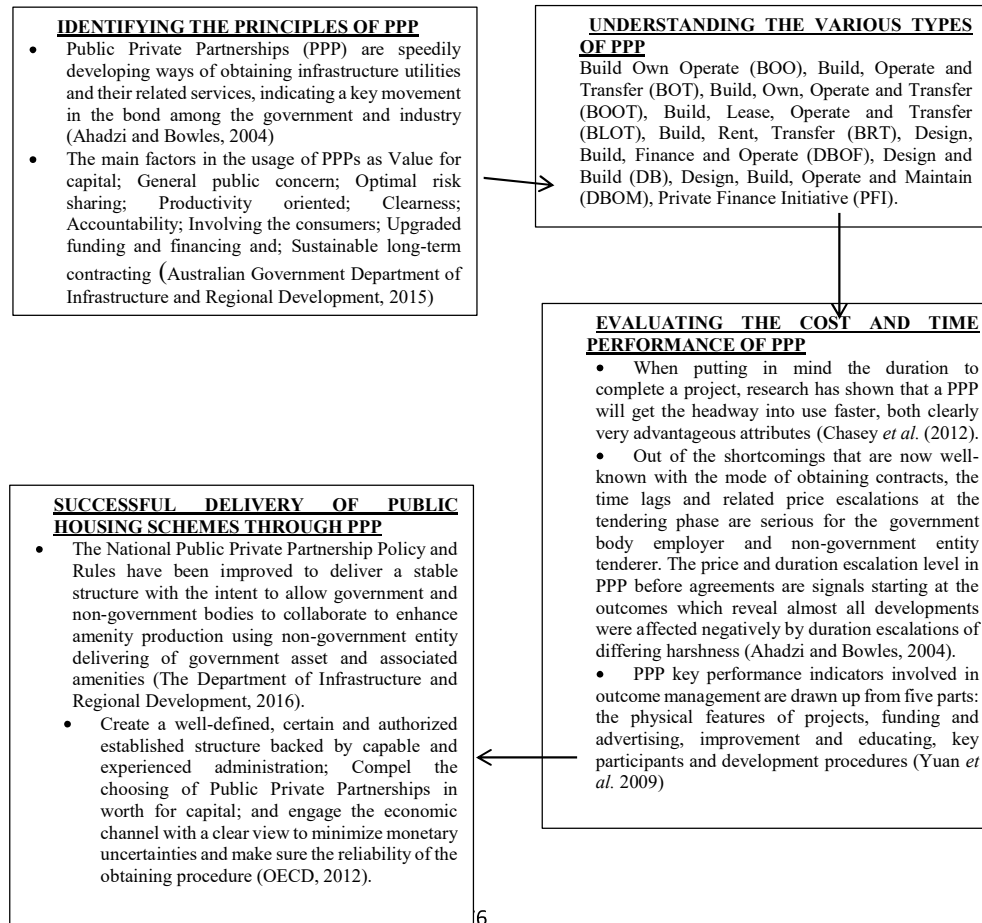 IDENTIFYING THE PRINCIPLES OF PPP
• Public Private Partnerships (PPP) are speedily
developing ways of obtaining infrastructure utilities
and their related services, indicating a key movement
in the bond among the government and industry
(Ahadzi and Bowles, 2004)
• The main factors in the usage of PPPs as Value for
capital; General public concern; Optimal risk
sharing; Productivity oriented; Clearness;
Accountability; Involving the consumers; Upgraded
funding and financing and; Sustainable long-term
contracting (Australian Government Department of
Infrastructure and Regional Development, 2015)
UNDERSTANDING THE VARIOUS TYPES
OF PPP
Build Own Operate (BOO), Build, Operate and
Transfer (BOT), Build, Own, Operate and Transfer
(BOOT), Build, Lease, Operate and Transfer
(BLOT), Build, Rent, Transfer (BRT), Design,
Build, Finance and Operate (DBOF), Design and
Build (DB), Design, Build, Operate and Maintain
(DBOM), Private Finance Initiative (PFI).
EVALUATING THE COST AND TIME
PERFORMANCE OF PPP
• When putting in mind the duration to
complete a project, research has shown that a PPP
will get the headway into use faster, both clearly
very advantageous attributes (Chasey et al. (2012).
• Out of the shortcomings that are now well-
known with the mode of obtaining contracts, the
time lags and related price escalations at the
tendering phase are serious for the government
body employer and non-government entity
tenderer. The price and duration escalation level in
PPP before agreements are signals starting at the
outcomes which reveal almost all developments
were affected negatively by duration escalations of
differing harshness (Ahadzi and Bowles, 2004).
• PPP key performance indicators involved in
outcome management are drawn up from five parts:
the physical features of projects, funding and
advertising, improvement and educating, key
participants and development procedures (Yuan et
al. 2009)
SUCCESSFUL DELIVERY OF PUBLIC
HOUSING SCHEMES THROUGH PPP
• The National Public Private Partnership Policy and
Rules have been improved to deliver a stable
structure with the intent to allow government and
non-government bodies to collaborate to enhance
amenity production using non-government entity
delivering of government asset and associated
amenities (The Department of Infrastructure and
Regional Development, 2016).
• Create a well-defined, certain and authorized
established structure backed by capable and
experienced administration; Compel the
choosing of Public Private Partnerships in
worth for capital; and engage the economic
channel with a clear view to minimize monetary
uncertainties and make sure the reliability of the
obtaining procedure (OECD, 2012).